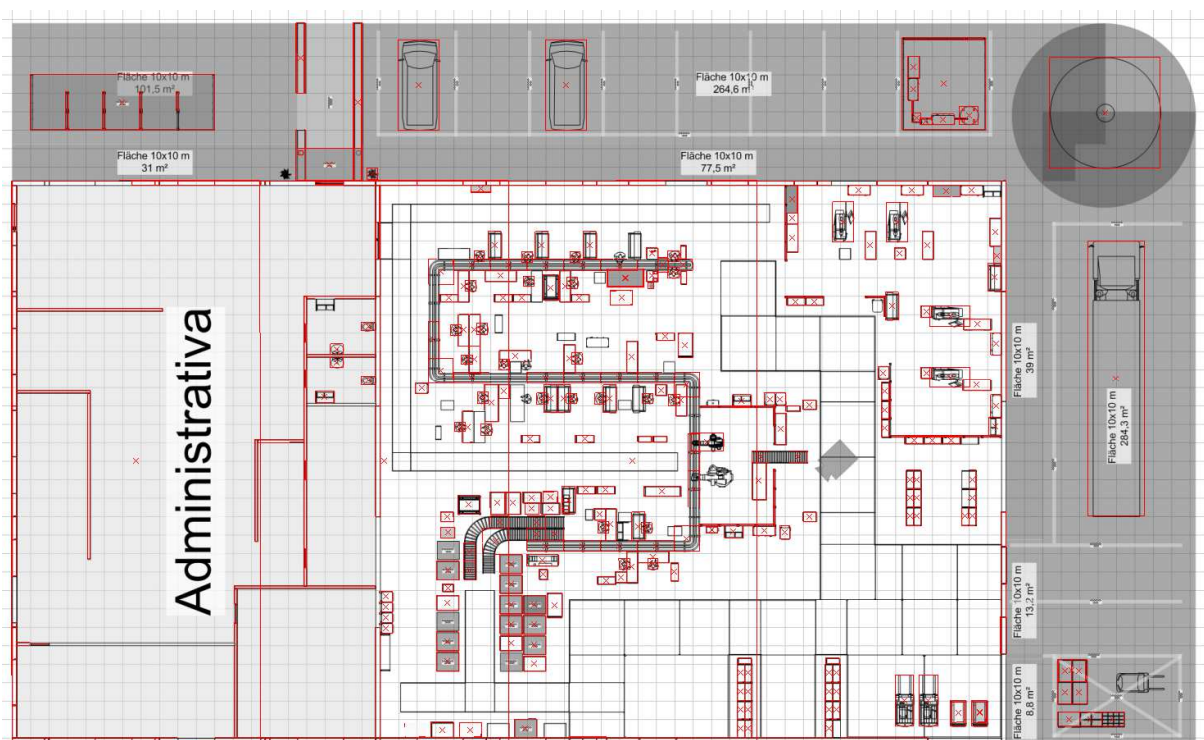 Fläche 10x10 m
101,5 m²
Fläche 10x10 m
264,6 m²
Fläche 10x10 m
31 m²
Fläche 10x10 m
77,5 m²
Administrativa
Fläche 10x10 m
39 m²
Fläche 10x10 m
284,3 m²
Fläche 10x10 m
13,2 m²
Fläche 10x10 m
8,8 m²